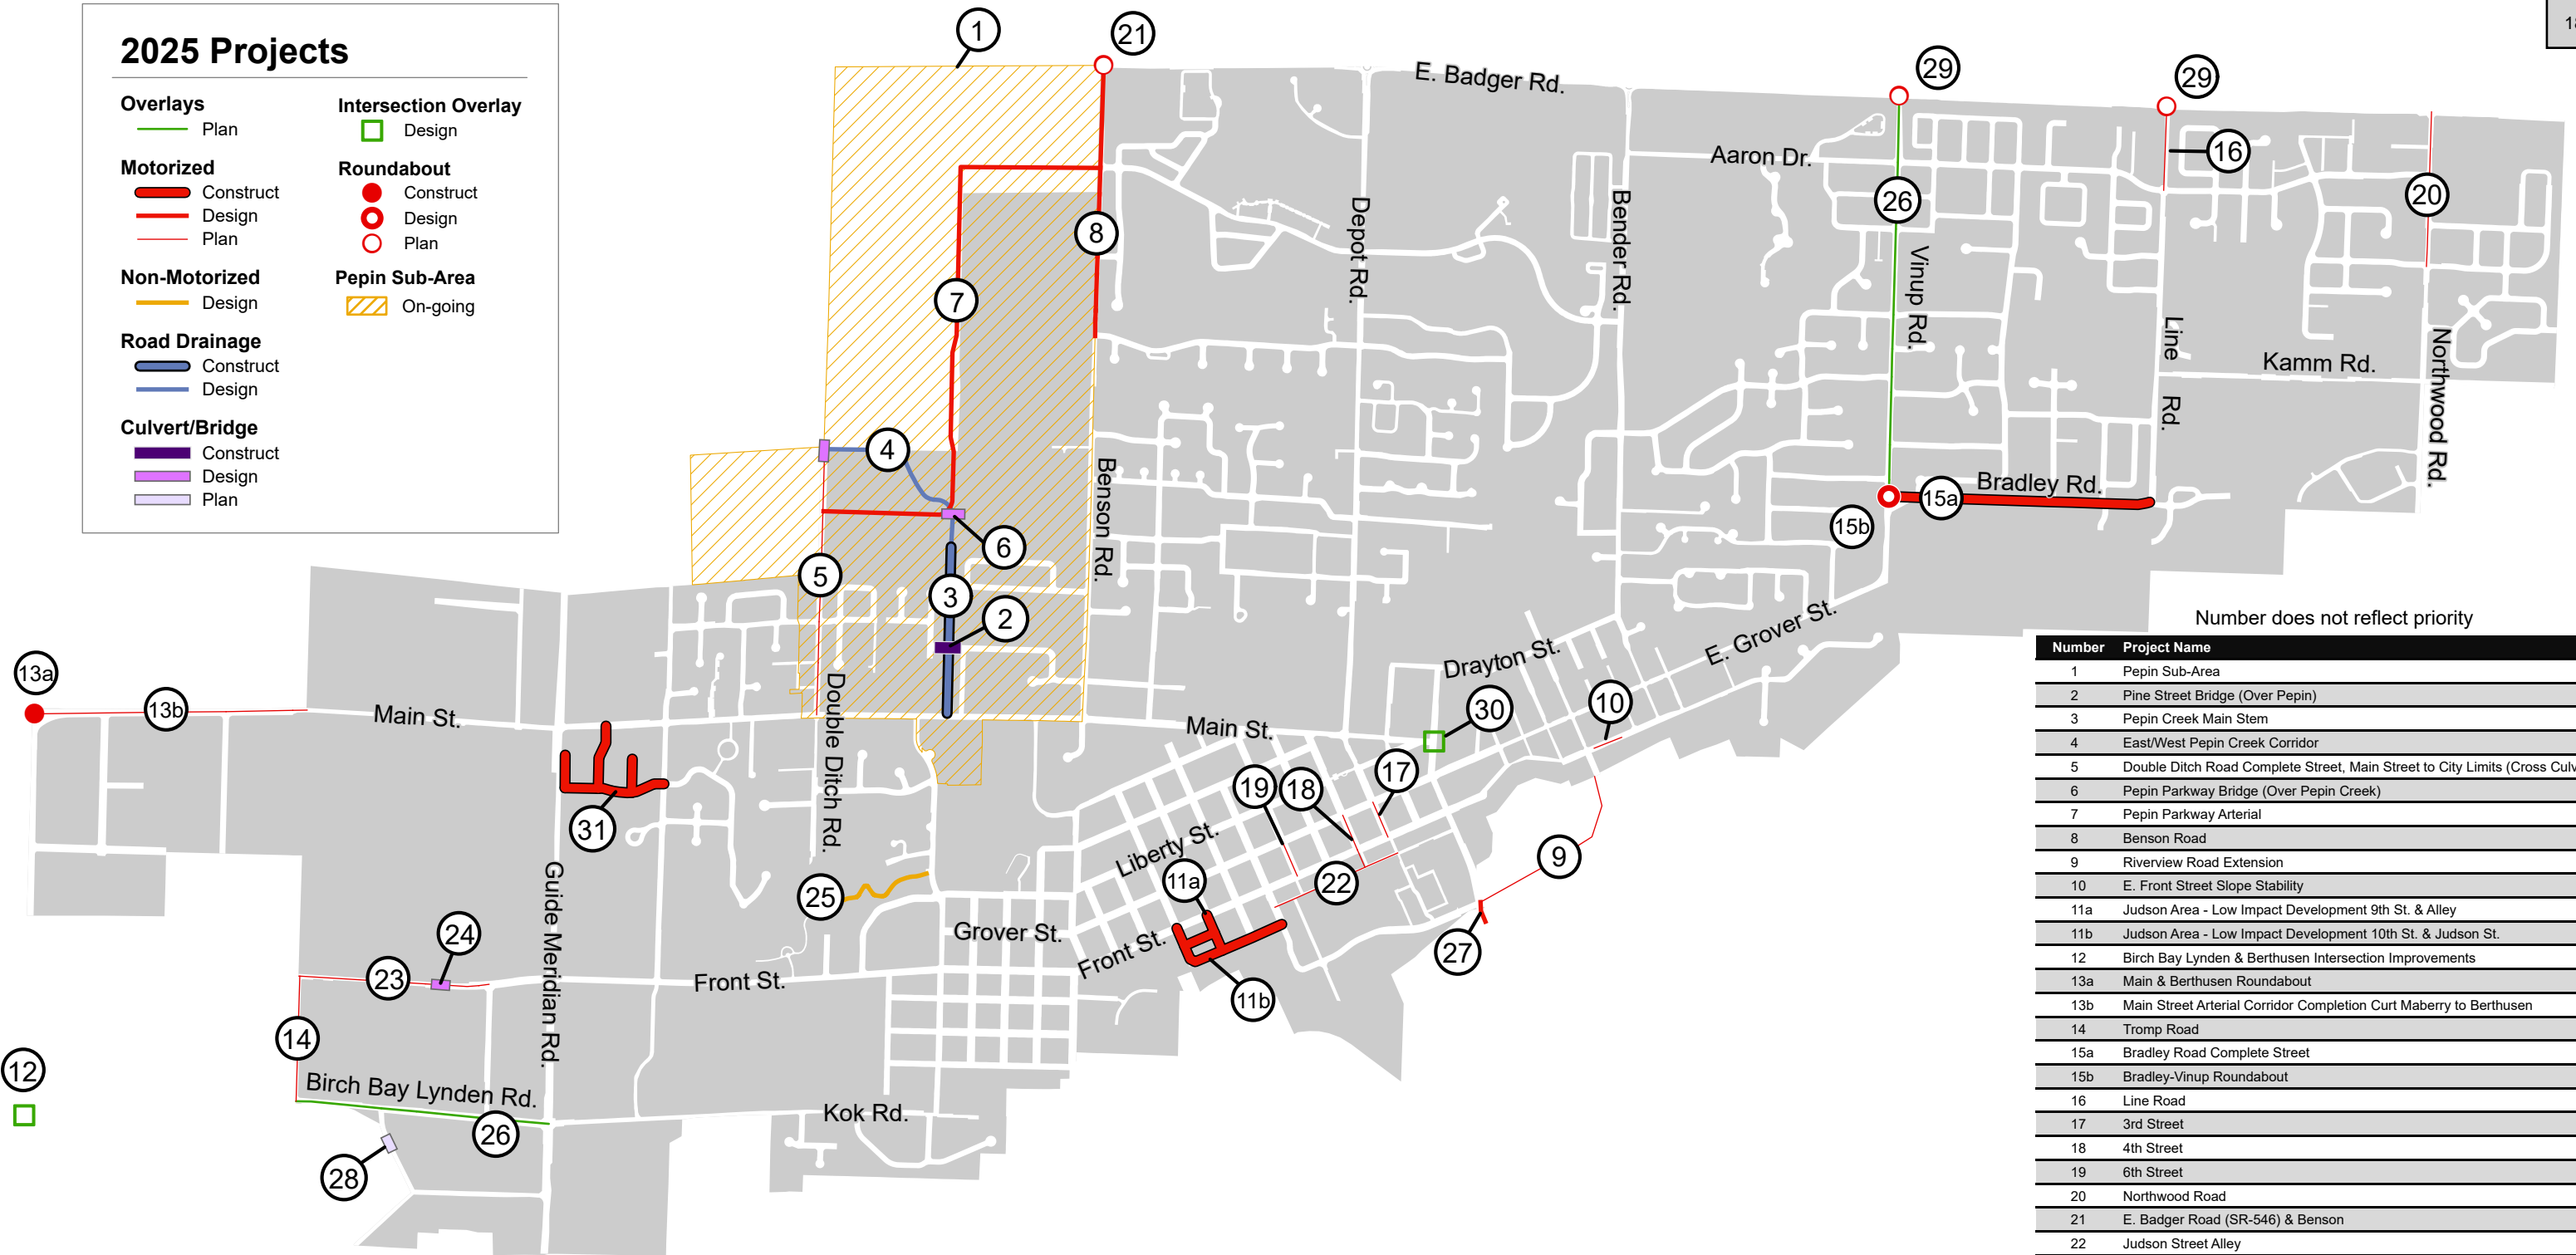 2025 Projects
Overlays
Plan
Motorized
Construct
Design
Plan
Non-Motorized
Design
Road Drainage
Construct
Design
Culvert/Bridge
Construct
Design
Plan
Intersection Overlay
Design
Roundabout
Construct
Design
Plan
Pepin Sub-Area
On-going
1
21
29
29
E. Badger Rd.
Aaron Dr.
16
20
26
8
7
Depot Rd.
Bender Rd.
Vinup Rd.
Line Rd.
Kamm Rd.
Northwood Rd.
4
Benson Rd.
Bradley Rd.
15a
15b
6
5
3
2
E. Grover St.
Drayton St.
13a
13b
Main St.
Double Ditch Rd.
Main St.
30
10
17
18
19
31
Liberty St.
9
11a
22
25
Guide Meridian Rd.
Grover St.
Front St.
27
24
23
Front St.
11b
14
12
Birch Bay Lynden Rd.
26
Kok Rd.
28
Number does not reflect priority
Number Project Name
1 Pepin Sub-Area
2 Pine Street Bridge (Over Pepin)
3 Pepin Creek Main Stem
4 East/West Pepin Creek Corridor
5 Double Ditch Road Complete Street, Main Street to City Limits (Cross Culv
6 Pepin Parkway Bridge (Over Pepin Creek)
7 Pepin Parkway Arterial
8 Benson Road
9 Riverview Road Extension
10 E. Front Street Slope Stability
11a Judson Area - Low Impact Development 9th St. & Alley
11b Judson Area - Low Impact Development 10th St. & Judson St.
12 Birch Bay Lynden & Berthusen Intersection Improvements
13a Main & Berthusen Roundabout
13b Main Street Arterial Corridor Completion Curt Maberry to Berthusen
14 Tromp Road
15a Bradley Road Complete Street
15b Bradley-Vinup Roundabout
16 Line Road
17 3rd Street
18 4th Street
19 6th Street
20 Northwood Road
21 E. Badger Road (SR-546) & Benson
22 Judson Street Alley